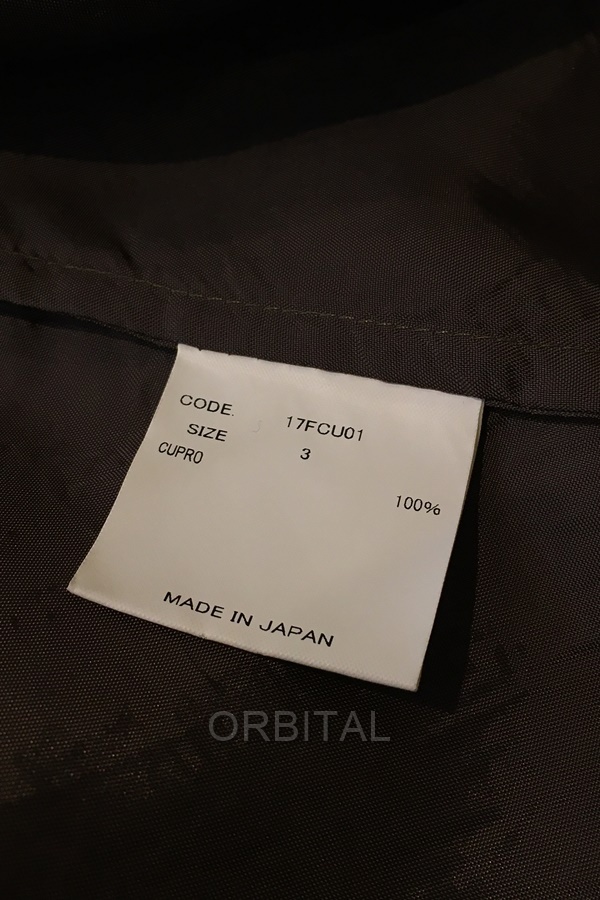 CODE. 17FCU01
SIZE 3
CUPRO 100%
MADE IN JAPAN
ORBITAL